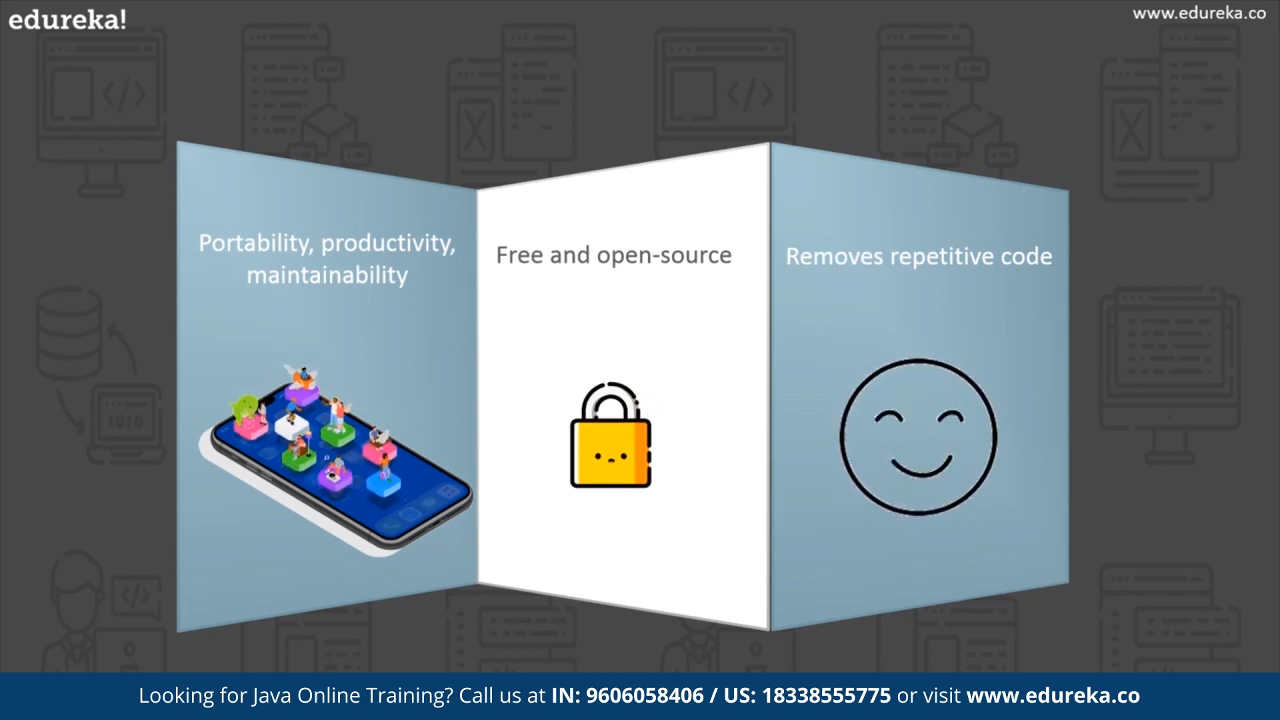 edureka!
www.edureka.co
Portability, productivity,
maintainability
Free and open-source
Removes repetitive code
Looking for Java Online Training? Call us at IN: 9606058406 / US: 18338555775 or visit www.edureka.co